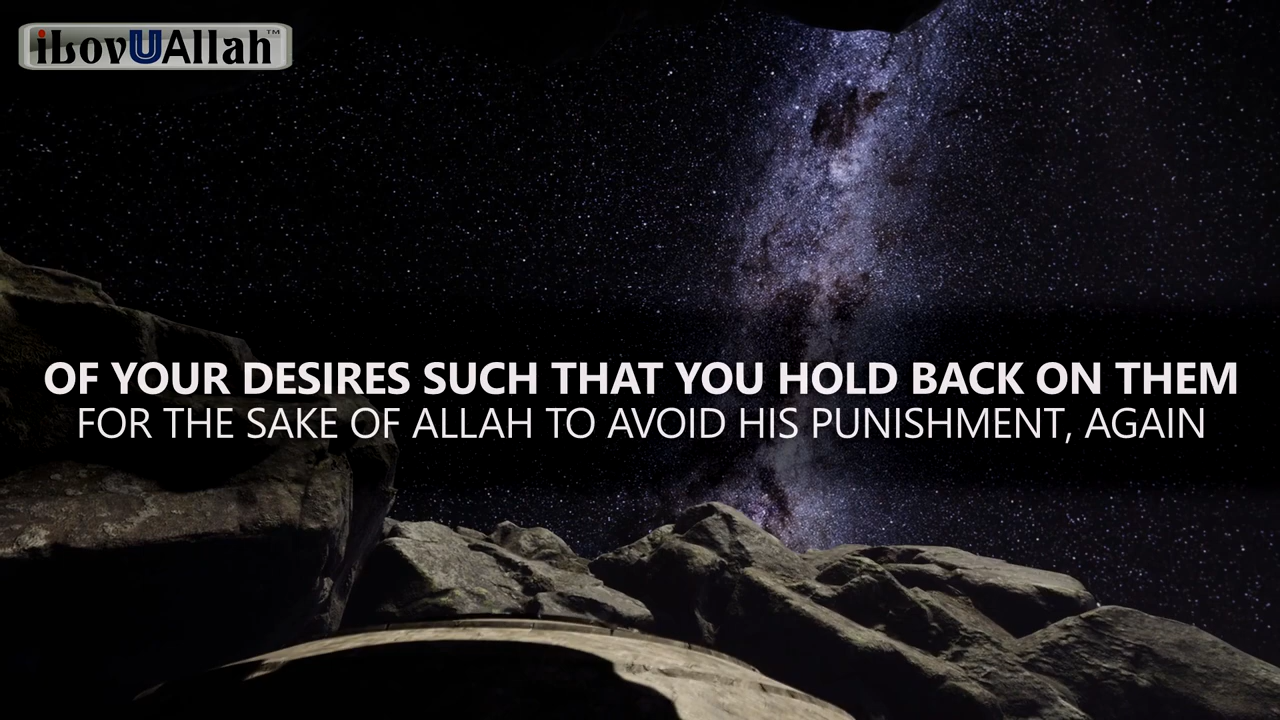 iLovUAllah™
OF YOUR DESIRES SUCH THAT YOU HOLD BACK ON THEM
FOR THE SAKE OF ALLAH TO AVOID HIS PUNISHMENT, AGAIN